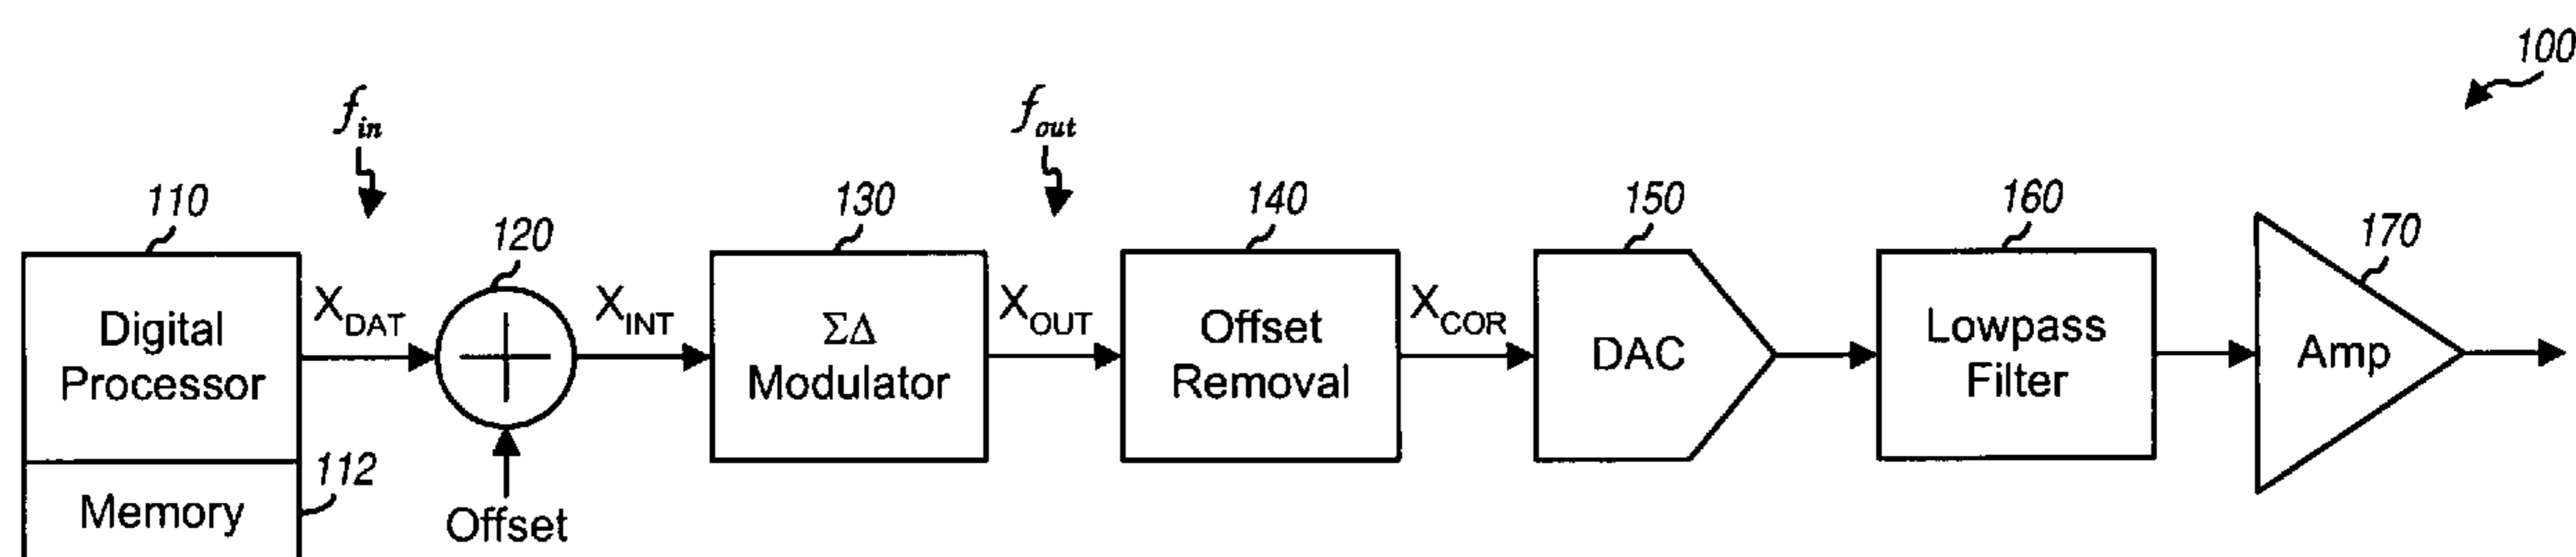 100
f_in
f_out
110
120
130
140
150
160
170
X_DAT
X_INT
X_OUT
X_COR
Digital
Processor
ΣΔ
Modulator
Offset
Removal
DAC
Lowpass
Filter
Amp
112
Memory
Offset